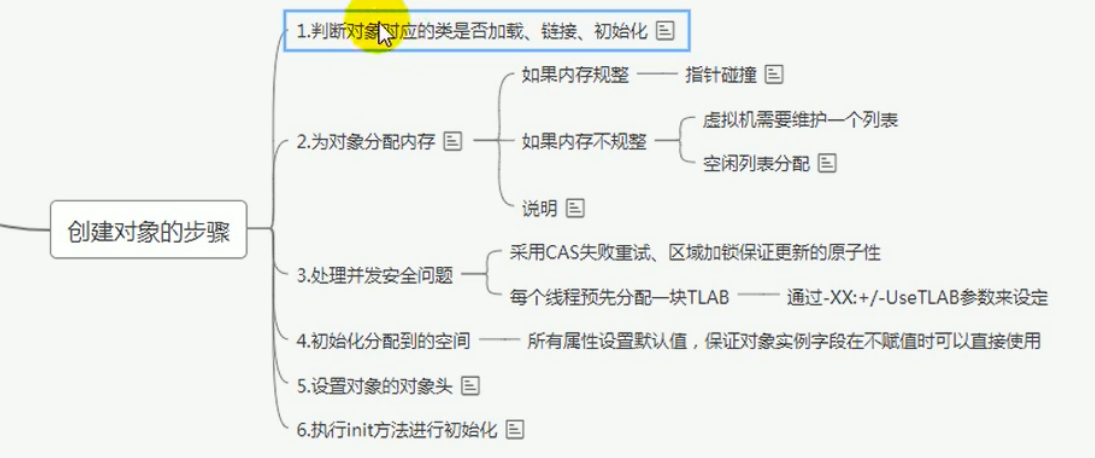 1.判断对象对应的类是否加载、链接、初始化
如果内存规整
指针碰撞
2.为对象分配内存
如果内存不规整
虚拟机需要维护一个列表
空闲列表分配
说明
创建对象的步骤
3.处理并发安全问题
采用CAS失败重试、区域加锁保证更新的原子性
每个线程预先分配一块TLAB
通过-XX:+/-UseTLAB参数来设定
4.初始化分配到的空间
所有属性设置默认值，保证对象实例字段在不赋值时可以直接使用
5.设置对象的对象头
6.执行init方法进行初始化